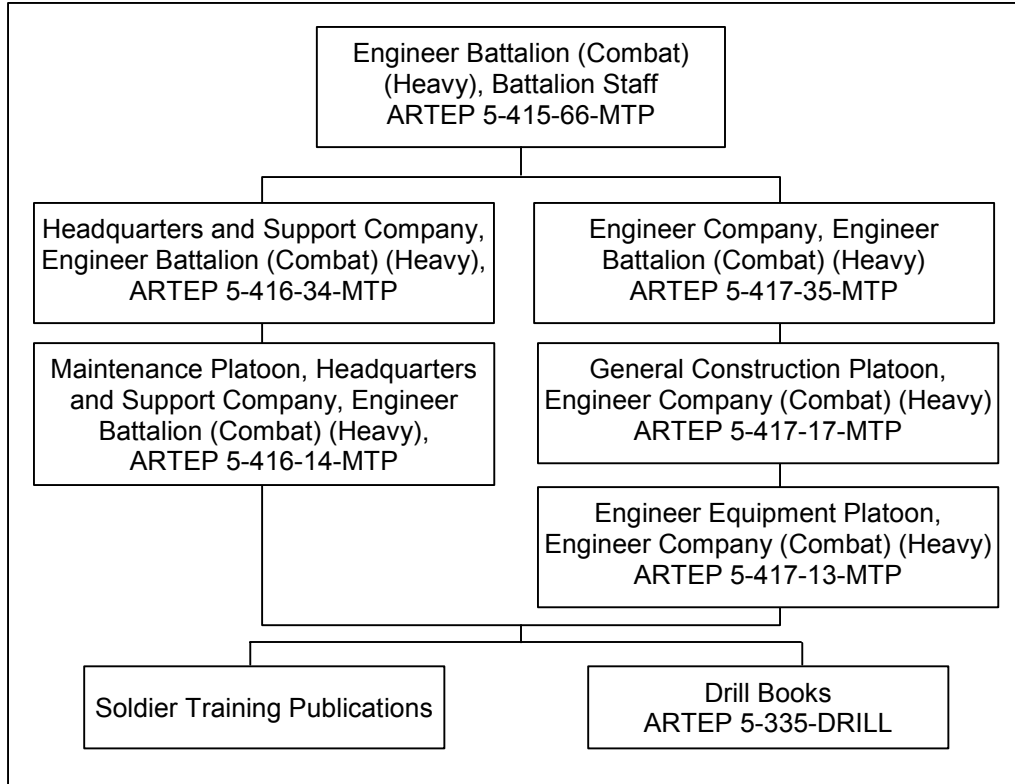 Engineer Battalion (Combat)
(Heavy), Battalion Staff
ARTEP 5-415-66-MTP
Headquarters and Support Company,
Engineer Battalion (Combat) (Heavy),
ARTEP 5-416-34-MTP
Engineer Company, Engineer
Battalion (Combat) (Heavy)
ARTEP 5-417-35-MTP
Maintenance Platoon, Headquarters
and Support Company, Engineer
Battalion (Combat) (Heavy),
ARTEP 5-416-14-MTP
General Construction Platoon,
Engineer Company (Combat) (Heavy)
ARTEP 5-417-17-MTP
Engineer Equipment Platoon,
Engineer Company (Combat) (Heavy)
ARTEP 5-417-13-MTP
Soldier Training Publications
Drill Books
ARTEP 5-335-DRILL